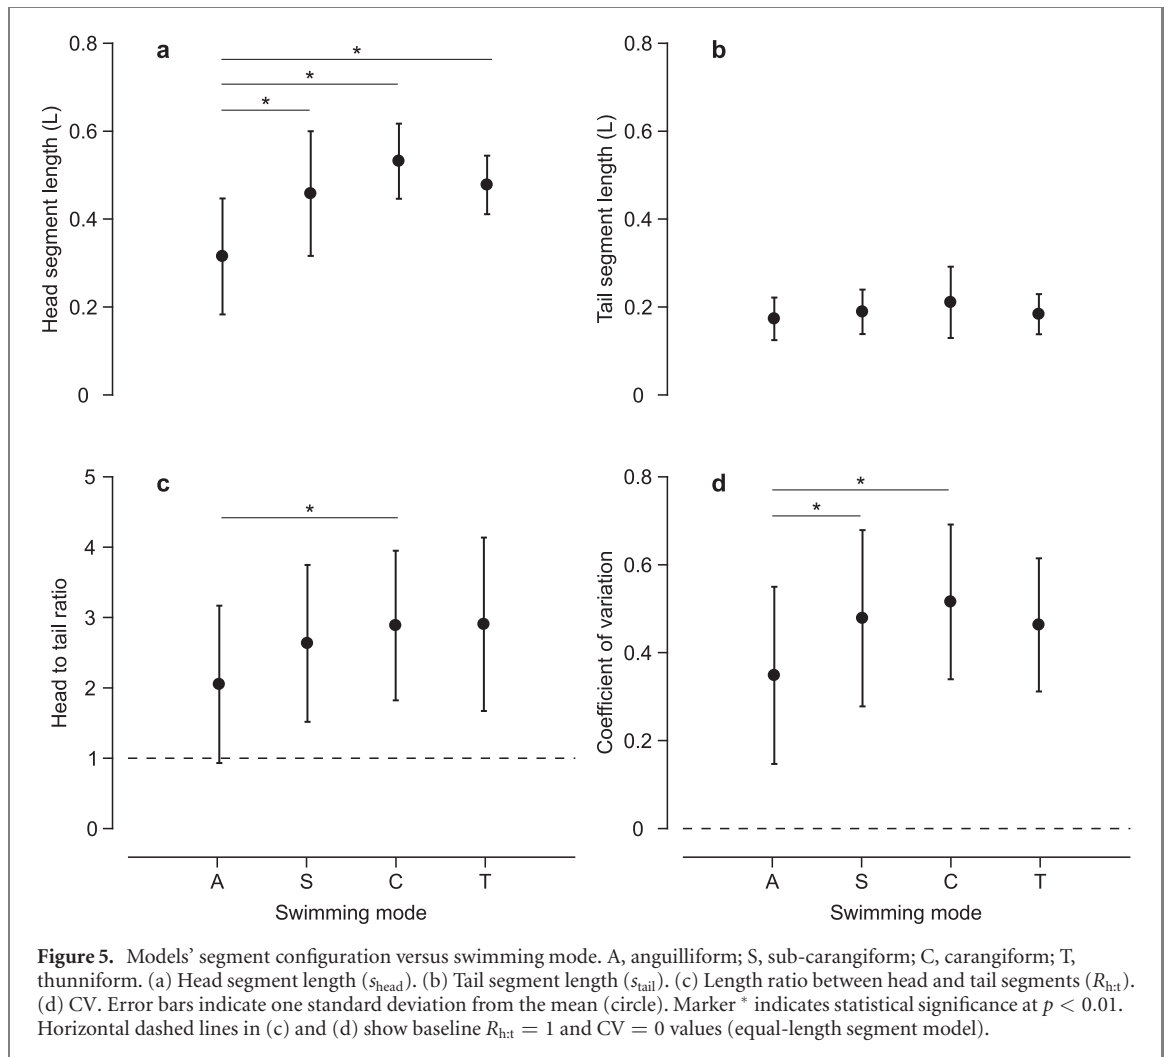 a
0.8
0.6
0.4
0.2
0
Head segment length (L)
*
*
*
b
0.8
0.6
0.4
0.2
0
Tail segment length (L)
c
5
4
3
2
1
0
Head to tail ratio
*
A S C T
Swimming mode
d
0.8
0.6
0.4
0.2
0
Coefficient of variation
*
*
A S C T
Swimming mode
Figure 5. Models' segment configuration versus swimming mode. A, anguilliform; S, sub-carangiform; C, carangiform; T,
thunniform. (a) Head segment length (s_head). (b) Tail segment length (s_tail). (c) Length ratio between head and tail segments (R_h:t).
(d) CV. Error bars indicate one standard deviation from the mean (circle). Marker * indicates statistical significance at p < 0.01.
Horizontal dashed lines in (c) and (d) show baseline R_h:t = 1 and CV = 0 values (equal-length segment model).